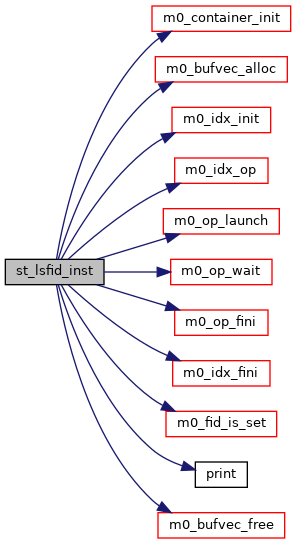 m0_container_init
m0_bufvec_alloc
m0_idx_init
m0_idx_op
m0_op_launch
st_lsfid_inst
m0_op_wait
m0_op_fini
m0_idx_fini
m0_fid_is_set
print
m0_bufvec_free